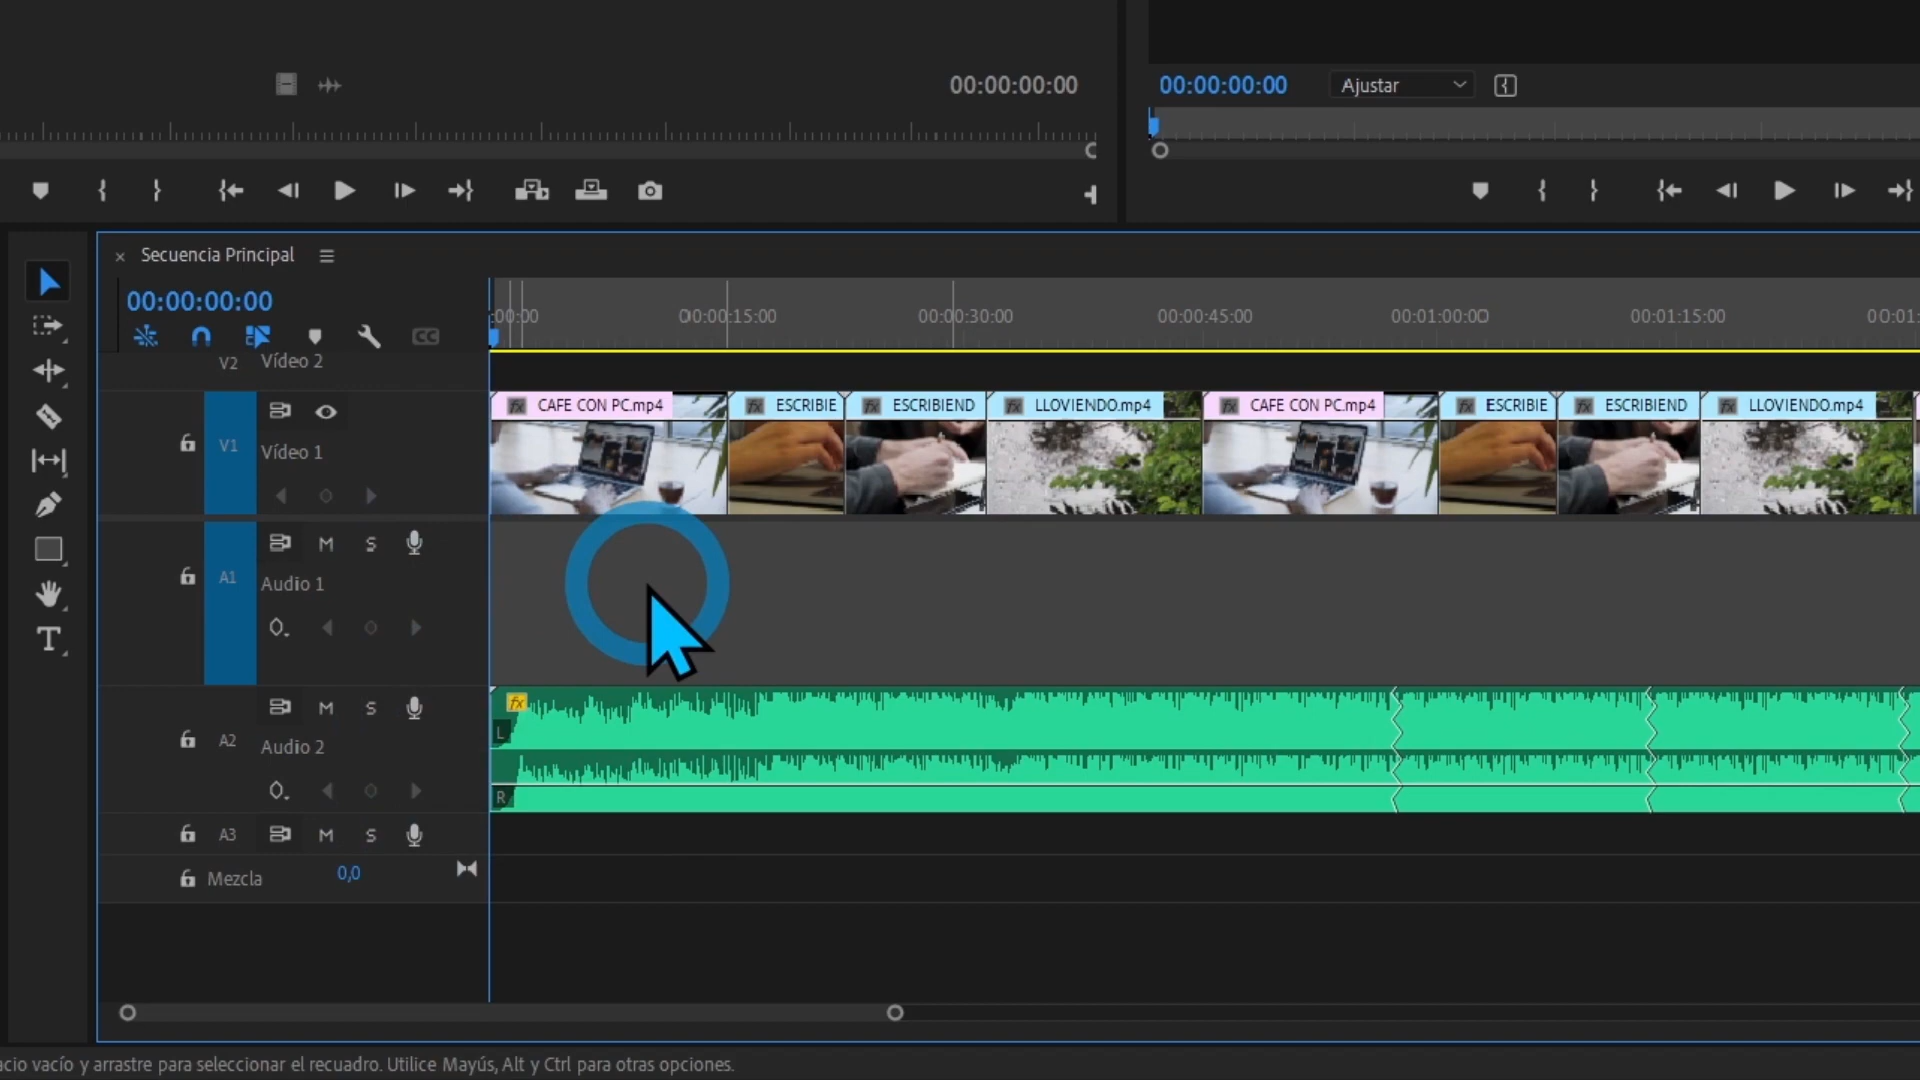 00:00:00:00
00:00:00:00
Ajustar
Secuencia Principal
00:00:00:00
:00:00
00:00:15:00
00:00:30:00
00:00:45:00
00:01:00:00
00:01:15:00
00:01:
V2 Vídeo 2
CAFE CON PC.mp4
ESCRIBIE
ESCRIBIEND
LLOVIENDO.mp4
CAFE CON PC.mp4
ESCRIBIE
ESCRIBIEND
LLOVIENDO.mp4
V1 Vídeo 1
M S
A1 Audio 1
M S
A2 Audio 2
L
R
A3 M S
Mezcla 0,0
acio vacío y arrastre para seleccionar el recuadro. Utilice Mayús, Alt y Ctrl para otras opciones.